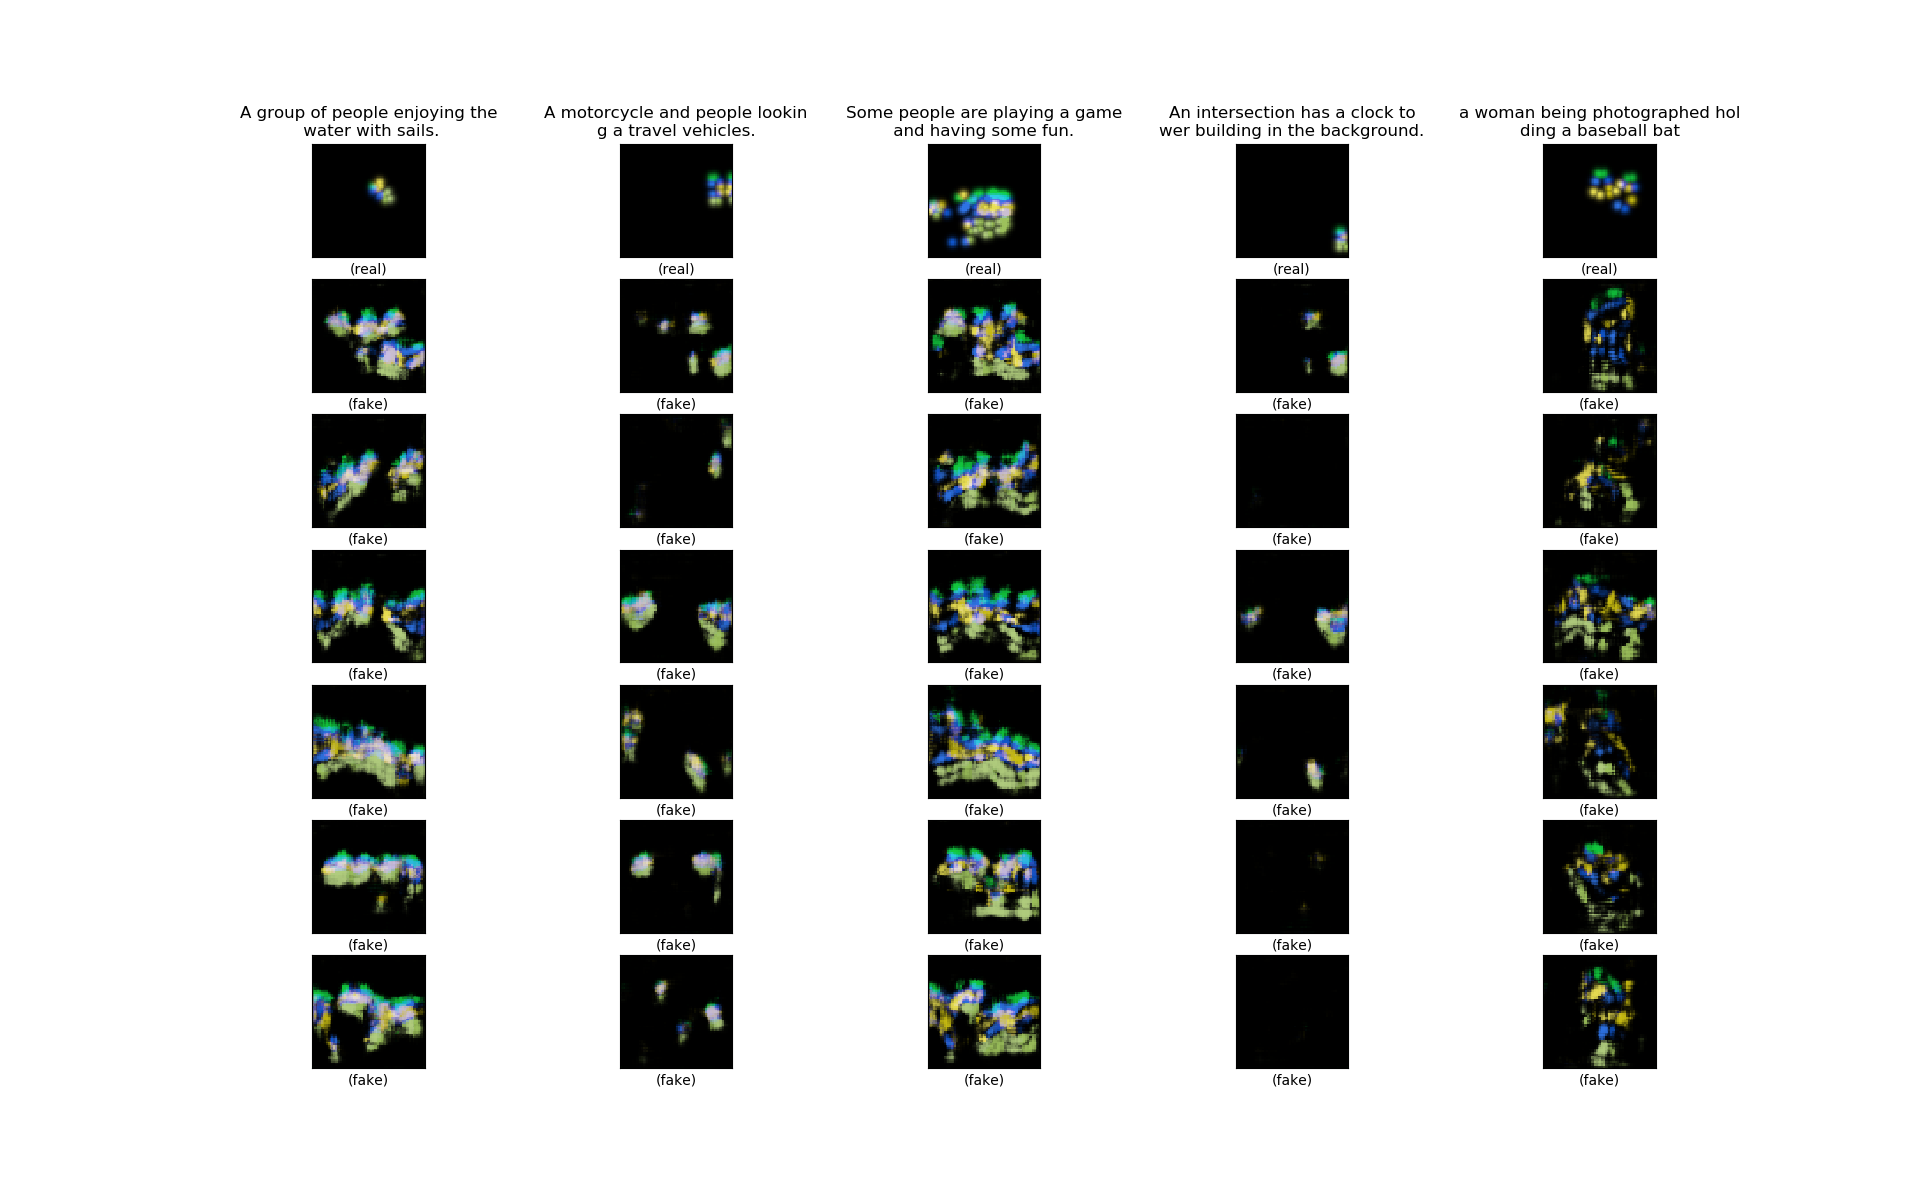 A group of people enjoying the
water with sails.
A motorcycle and people lookin
g a travel vehicles.
Some people are playing a game
and having some fun.
An intersection has a clock to
wer building in the background.
a woman being photographed hol
ding a baseball bat
(real) (real) (real) (real) (real)
(fake) (fake) (fake) (fake) (fake)
(fake) (fake) (fake) (fake) (fake)
(fake) (fake) (fake) (fake) (fake)
(fake) (fake) (fake) (fake) (fake)
(fake) (fake) (fake) (fake) (fake)
(fake) (fake) (fake) (fake) (fake)